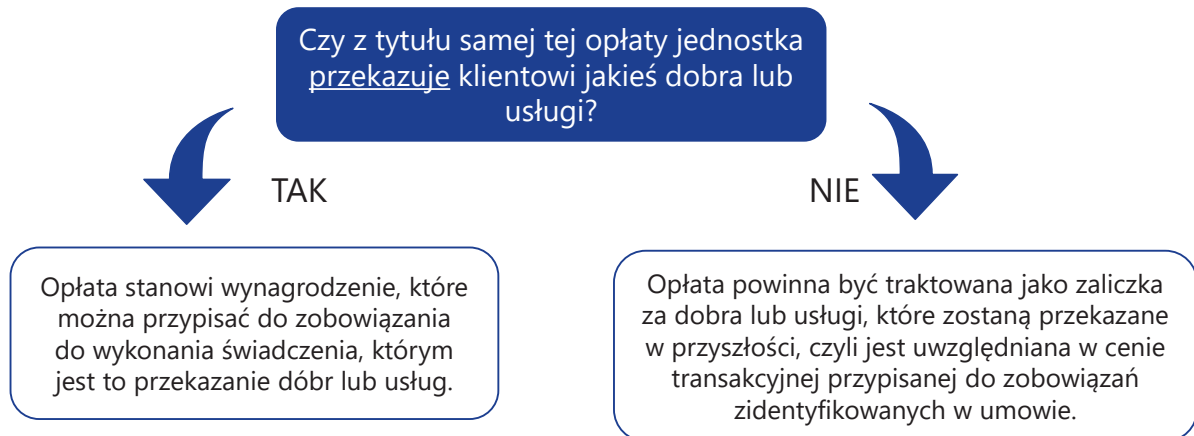 Czy z tytułu samej tej opłaty jednostka
przekazuje klientowi jakieś dobra lub
usługi?
TAK
NIE
Opłata stanowi wynagrodzenie, które
można przypisać do zobowiązania
do wykonania świadczenia, którym
jest to przekazanie dóbr lub usług.
Opłata powinna być traktowana jako zaliczka
za dobra lub usługi, które zostaną przekazane
w przyszłości, czyli jest uwzględniana w cenie
transakcyjnej przypisanej do zobowiązań
zidentyfikowanych w umowie.